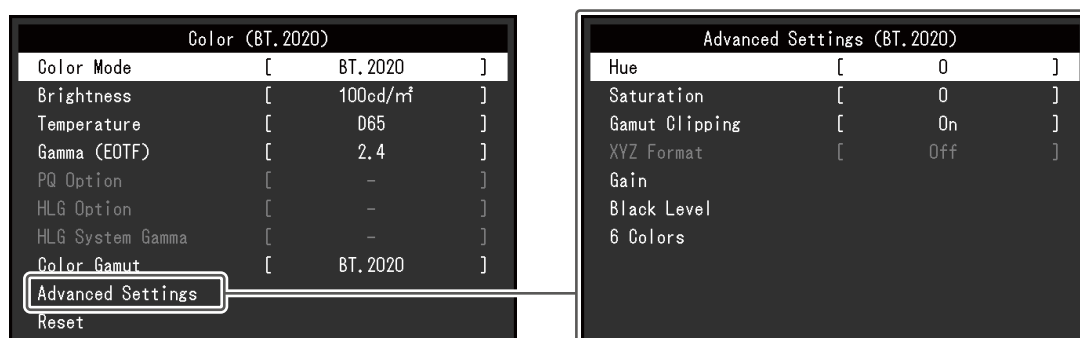 Color (BT.2020)
Color Mode [ BT.2020 ]
Brightness [ 100cd/㎡ ]
Temperature [ D65 ]
Gamma (EOTF) [ 2.4 ]
PQ Option [ – ]
HLG Option [ – ]
HLG System Gamma [ – ]
Color Gamut [ BT.2020 ]
Advanced Settings
Reset
Advanced Settings (BT.2020)
Hue [ 0 ]
Saturation [ 0 ]
Gamut Clipping [ On ]
XYZ Format [ Off ]
Gain
Black Level
6 Colors